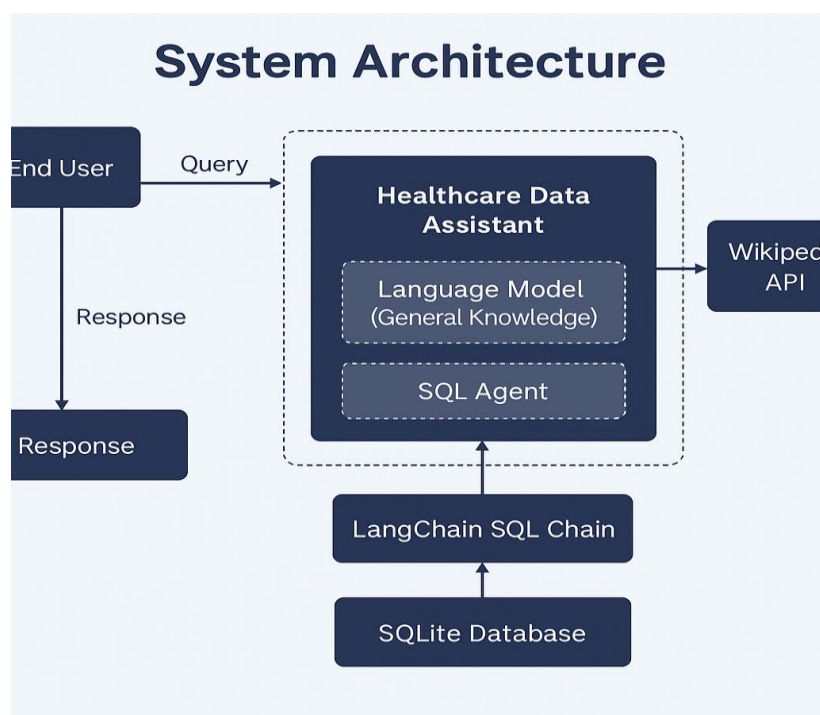 System Architecture
End User
Query
Healthcare Data
Assistant
Language Model
(General Knowledge)
SQL Agent
API
Response
Response
LangChain SQL Chain
SQLite Database